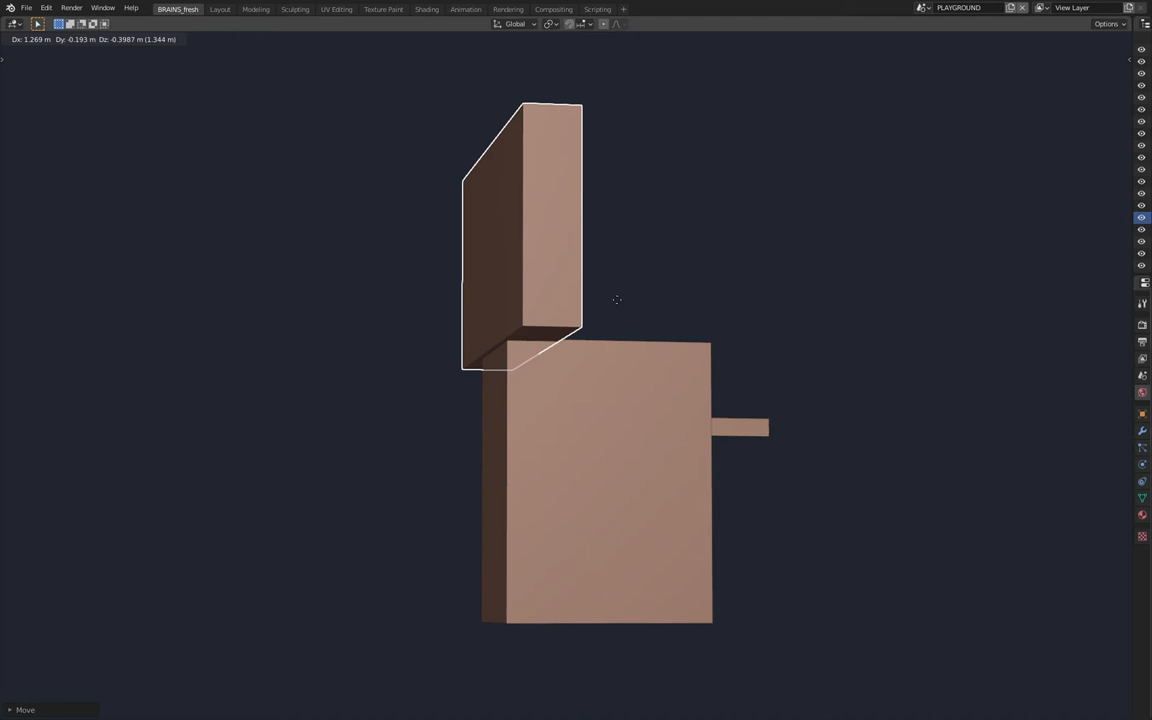 File Edit Render Window Help BRAINS_fresh Layout Modeling Sculpting UV Editing Texture Paint Shading Animation Rendering Compositing Scripting + PLAYGROUND View Layer
Global Options
Dx: 1.269 m Dy: -0.193 m Dz: -0.3987 m (1.344 m)
Move